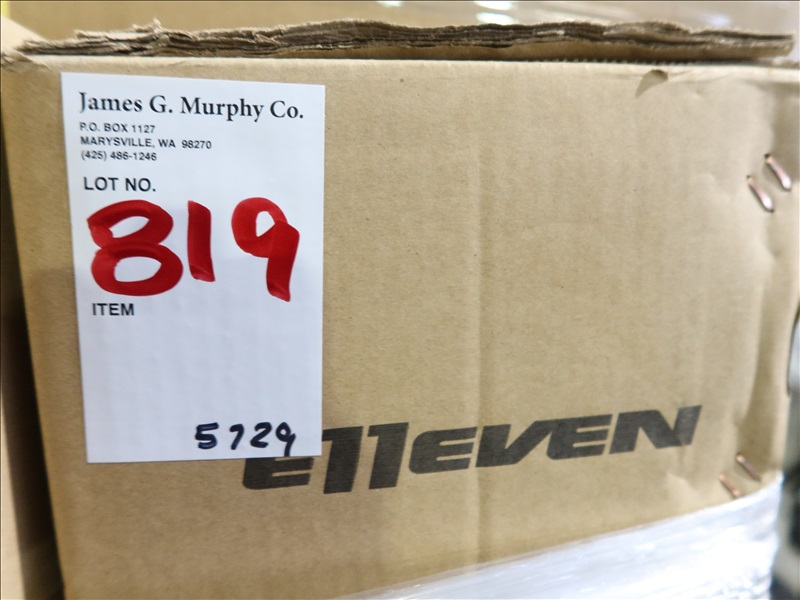 James G. Murphy Co.
P.O. BOX 1127
MARYSVILLE, WA 98270
(425) 486-1246
LOT NO.
819
ITEM
5729
e11eveN